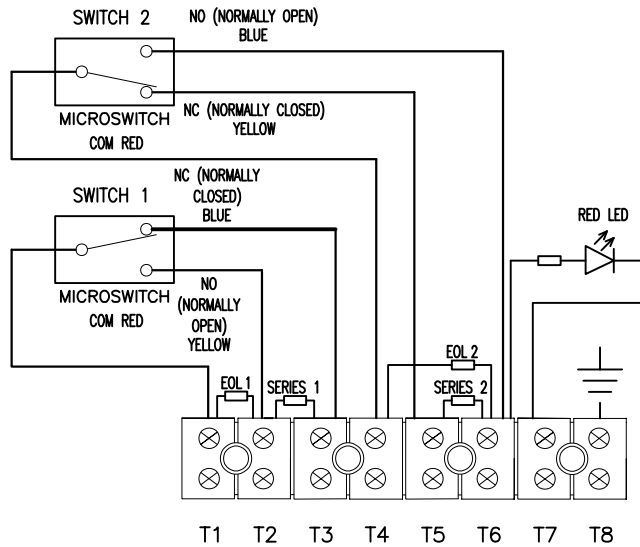 SWITCH 2
NO (NORMALLY OPEN)
BLUE
NC (NORMALLY CLOSED)
YELLOW
MICROSWITCH
COM RED
SWITCH 1
NC (NORMALLY
CLOSED)
BLUE
RED LED
MICROSWITCH
COM RED
NO
(NORMALLY
OPEN)
YELLOW
EOL 1
SERIES 1
EOL 2
SERIES 2
T1
T2
T3
T4
T5
T6
T7
T8